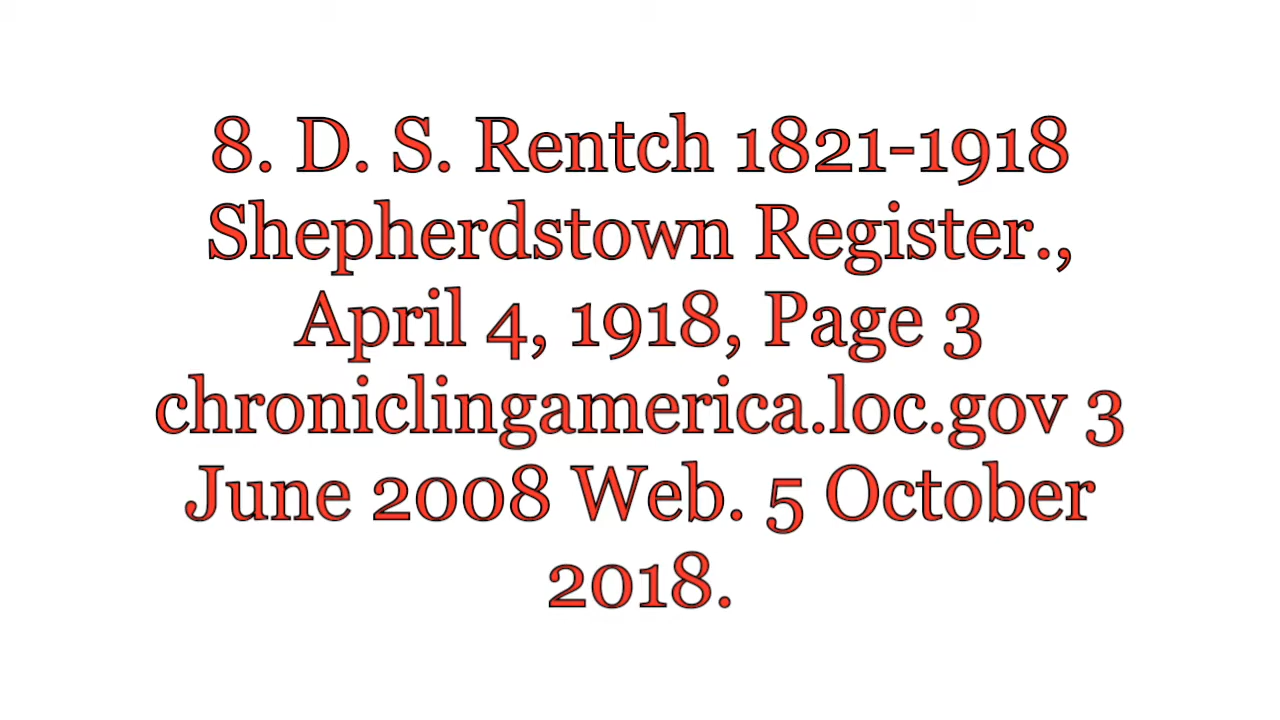 8. D. S. Rentch 1821-1918
Shepherdstown Register.,
April 4, 1918, Page 3
chroniclingamerica.loc.gov 3
June 2008 Web. 5 October
2018.